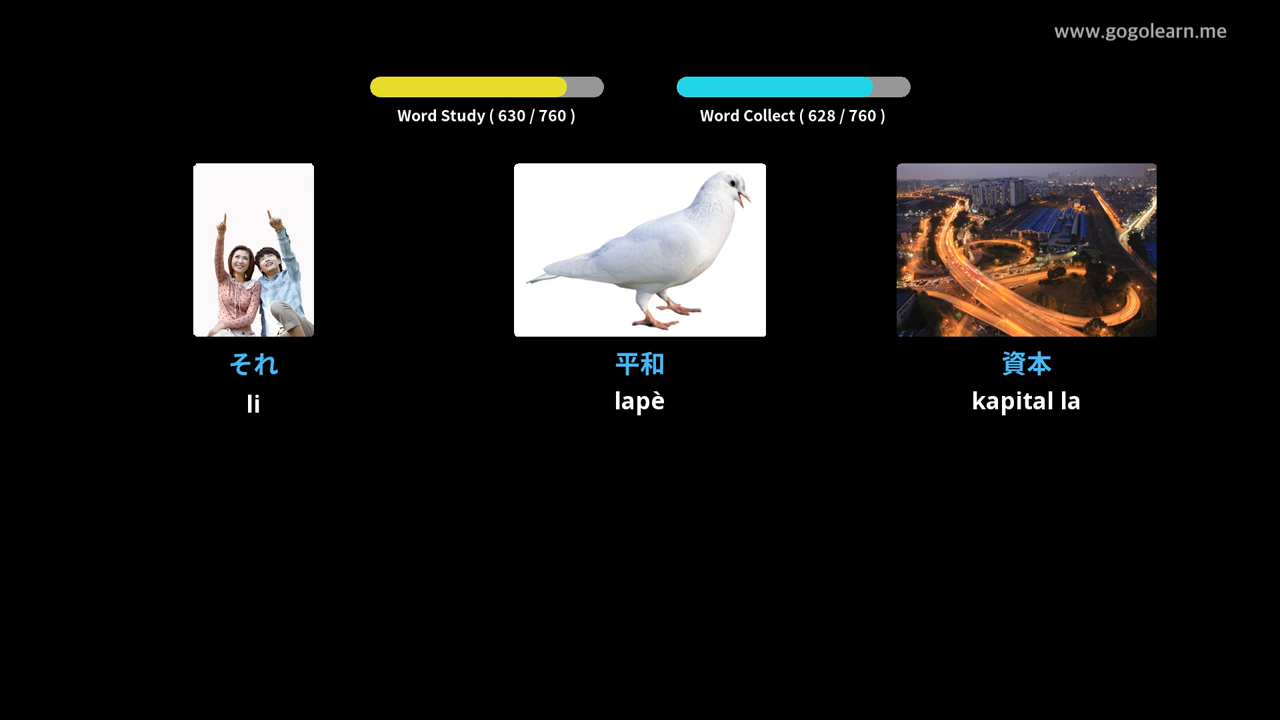 www.gogolearn.me
Word Study ( 630 / 760 )
Word Collect ( 628 / 760 )
それ
li
平和
lapè
資本
kapital la